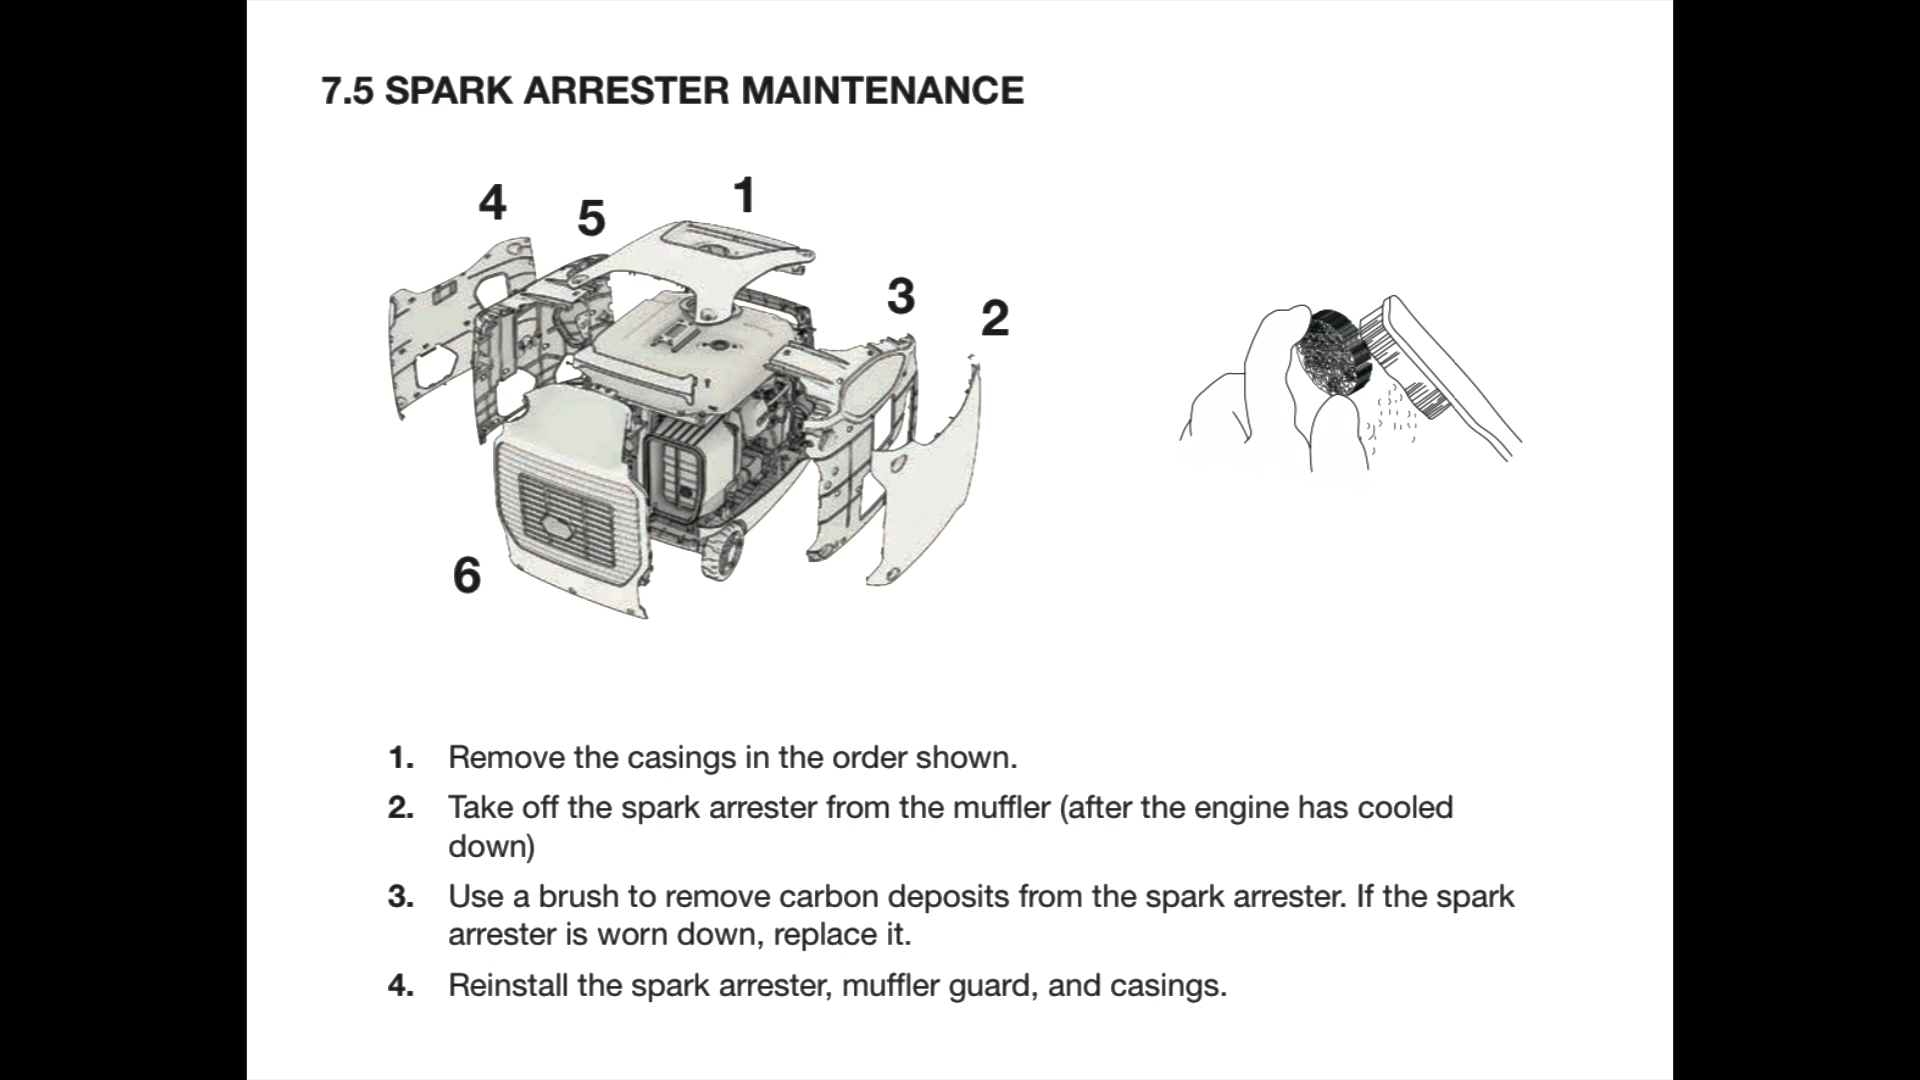 7.5 SPARK ARRESTER MAINTENANCE
4
5
1
3
2
6
1. Remove the casings in the order shown.
2. Take off the spark arrester from the muffler (after the engine has cooled
down)
3. Use a brush to remove carbon deposits from the spark arrester. If the spark
arrester is worn down, replace it.
4. Reinstall the spark arrester, muffler guard, and casings.